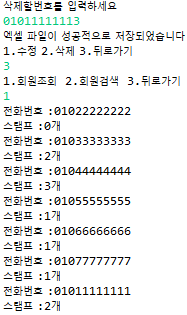 삭제할번호를 입력하세요
01011111113
엑셀 파일이 성공적으로 저장되었습니다
1.수정 2.삭제 3.뒤로가기
3
1.회원조회 2.회원검색 3.뒤로가기
1
전화번호 :01022222222
스탬프 :0개
전화번호 :01033333333
스탬프 :2개
전화번호 :01044444444
스탬프 :3개
전화번호 :01055555555
스탬프 :1개
전화번호 :01066666666
스탬프 :1개
전화번호 :01077777777
스탬프 :1개
전화번호 :01011111111
스탬프 :2개